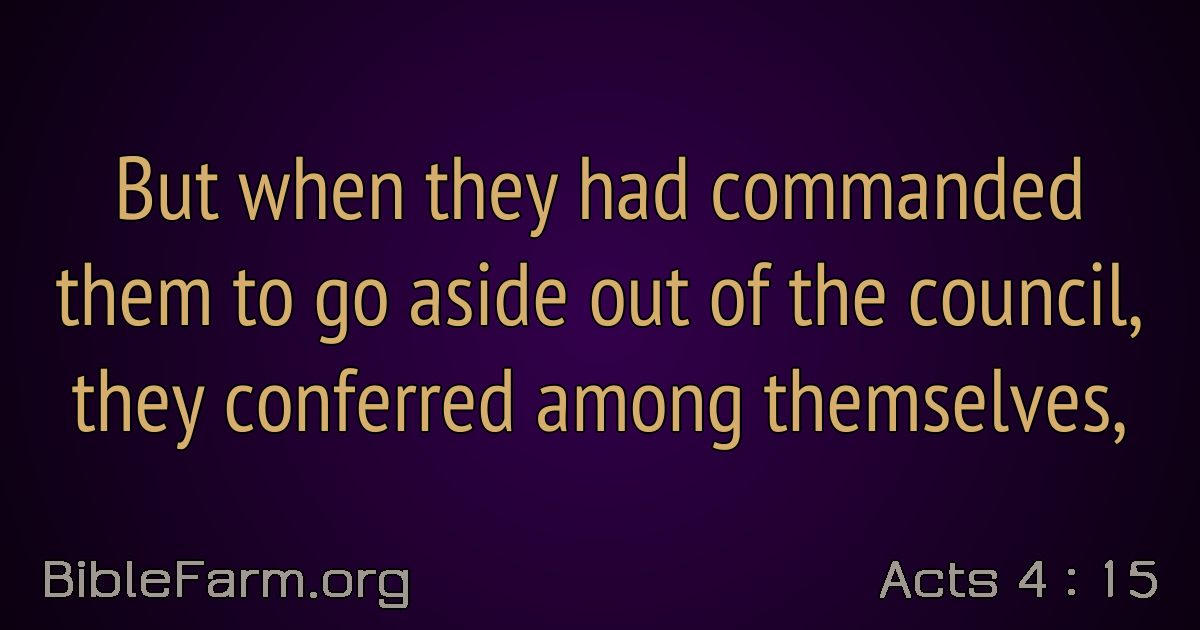 But when they had commanded
them to go aside out of the council,
they conferred among themselves,
BibleFarm.org
Acts 4 : 15